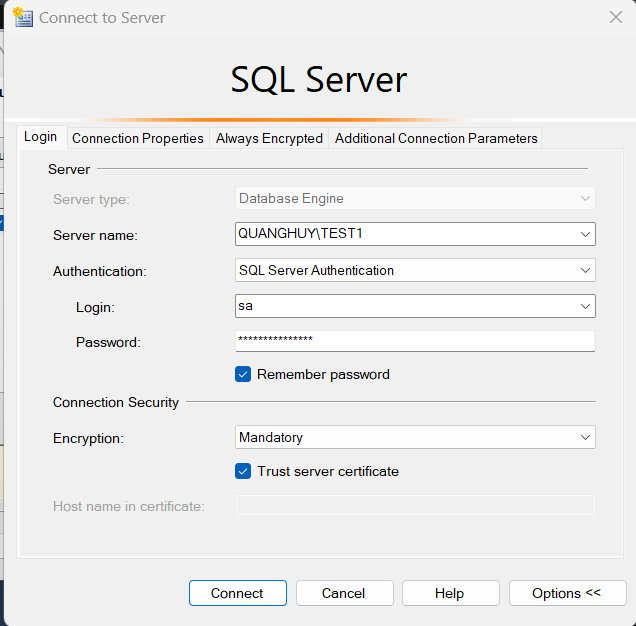 Connect to Server
SQL Server
Login Connection Properties Always Encrypted Additional Connection Parameters
Server
Server type: Database Engine
Server name: QUANGHUY\TEST1
Authentication: SQL Server Authentication
Login: sa
Password: ***************
Remember password
Connection Security
Encryption: Mandatory
Trust server certificate
Host name in certificate:
Connect Cancel Help Options <<